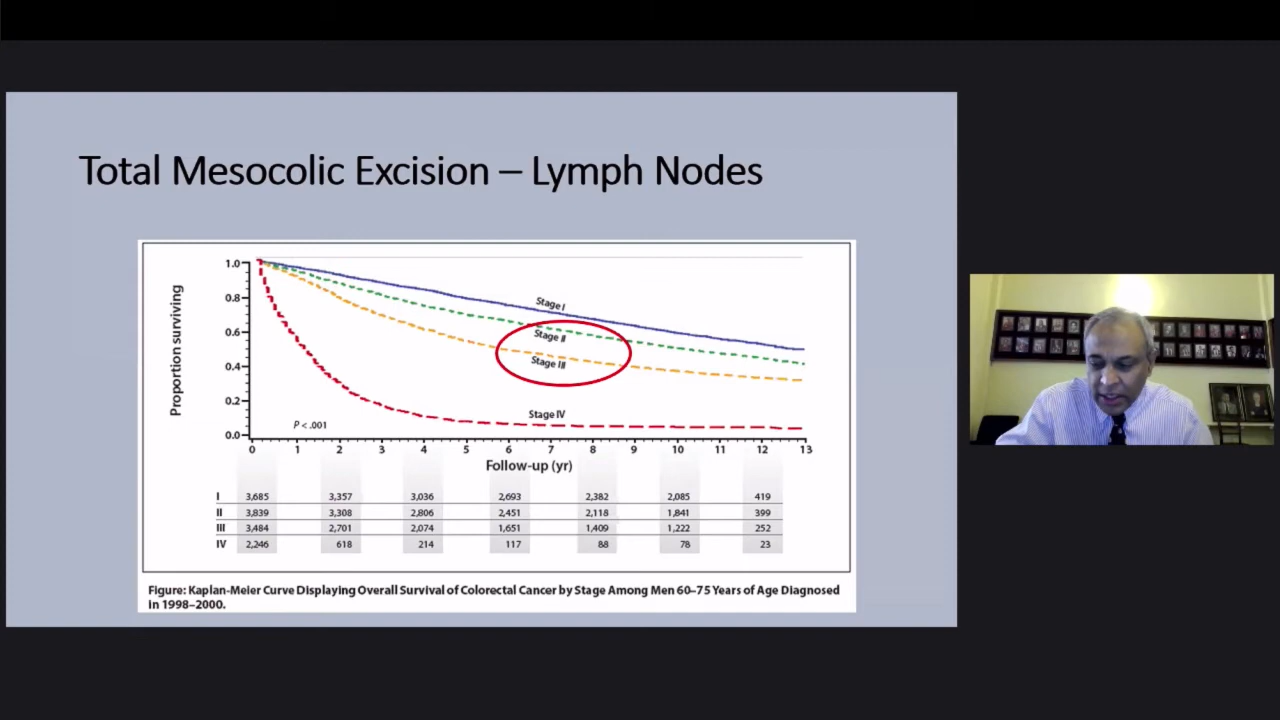 Total Mesocolic Excision – Lymph Nodes
1.0
0.8
0.6
0.4
0.2
0.0
Proportion surviving
Stage I
Stage II
Stage III
Stage IV
P < .001
0 1 2 3 4 5 6 7 8 9 10 11 12 13
Follow-up (yr)
I 3,685 3,357 3,036 2,693 2,382 2,085 419
II 3,839 3,308 2,806 2,451 2,118 1,841 399
III 3,484 2,701 2,074 1,651 1,409 1,222 252
IV 2,246 618 214 117 88 78 23
Figure: Kaplan-Meier Curve Displaying Overall Survival of Colorectal Cancer by Stage Among Men 60–75 Years of Age Diagnosed
in 1998–2000.